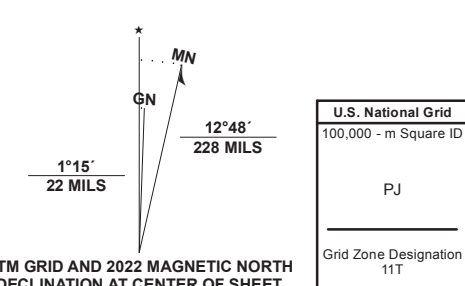 ★
MN
GN
12°48´
228 MILS
1°15´
22 MILS
TM GRID AND 2022 MAGNETIC NORTH
DECLINATION AT CENTER OF SHEET
U.S. National Grid
100,000 - m Square ID
PJ
Grid Zone Designation
11T